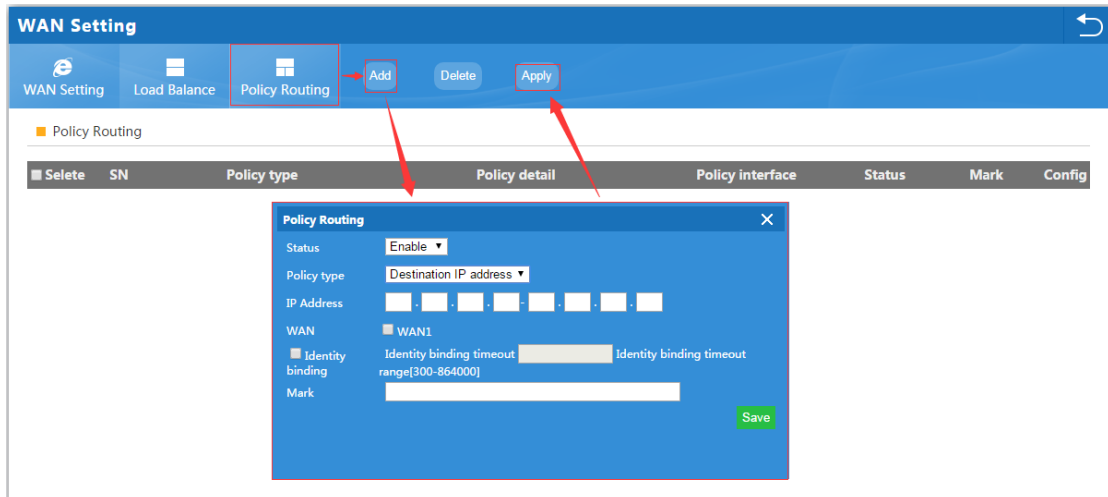 WAN Setting
WAN Setting Load Balance Policy Routing Add Delete Apply
Policy Routing
Selete SN Policy type Policy detail Policy interface Status Mark Config
Policy Routing
Status Enable
Policy type Destination IP address
IP Address . . . - . . .
WAN WAN1
Identity binding Identity binding timeout Identity binding timeout range[300-864000]
Mark
Save